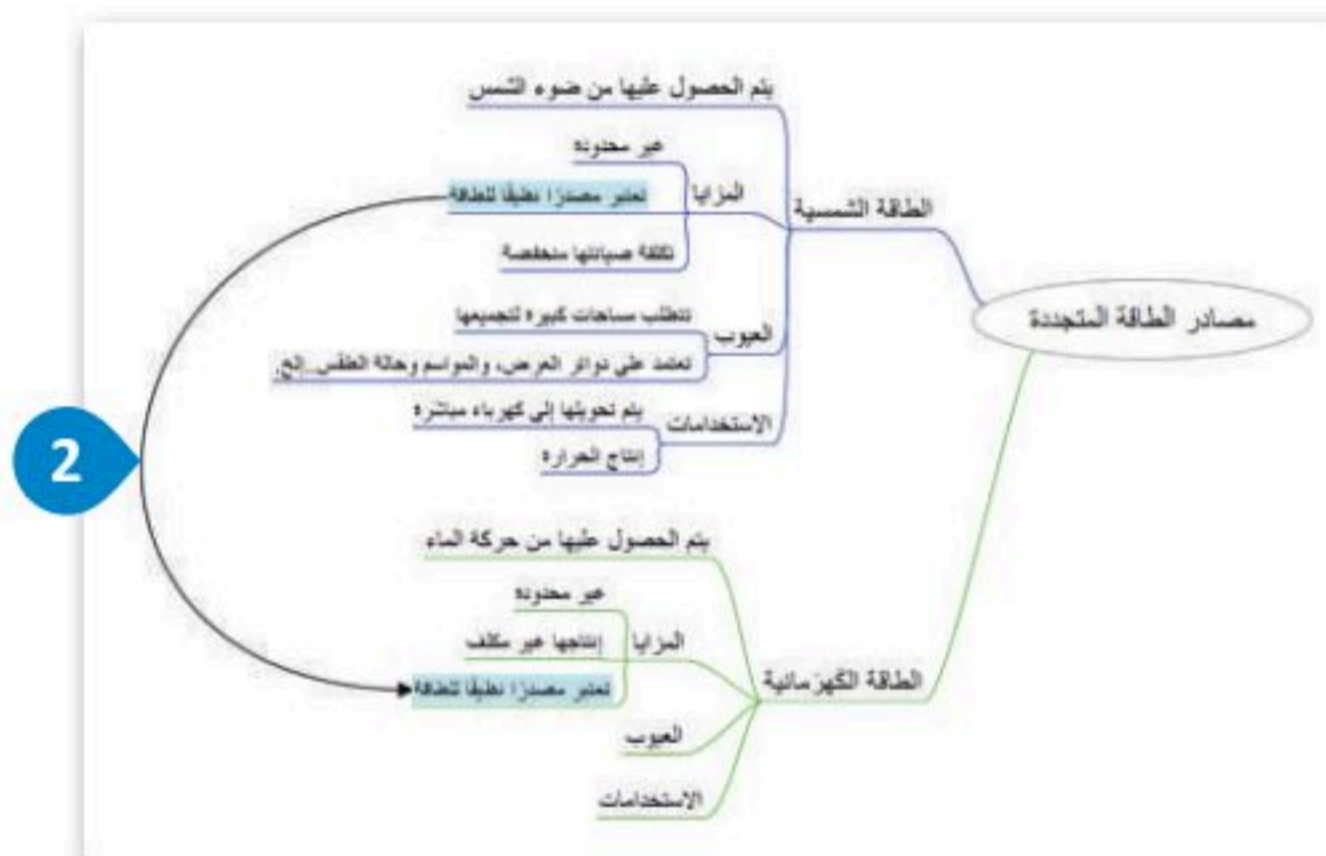 مصادر الطاقة المتجددة
الطاقة الشمسية
يتم الحصول عليها من ضوء الشمس
المزايا
غير محدودة
تعتبر مصدرًا نظيفًا للطاقة
تكلفة صيانتها منخفضة
العيوب
تتطلب مساحات كبيرة لتجميعها
تعتمد على دوائر العرض، والمواسم وحالة الطقس..إلخ.
الاستخدامات
يتم تحويلها إلى كهرباء مباشرة
إنتاج الحرارة
الطاقة الكهرمائية
يتم الحصول عليها من حركة الماء
المزايا
غير محدودة
إنتاجها غير مكلف
تعتبر مصدرًا نظيفًا للطاقة
العيوب
الاستخدامات
2